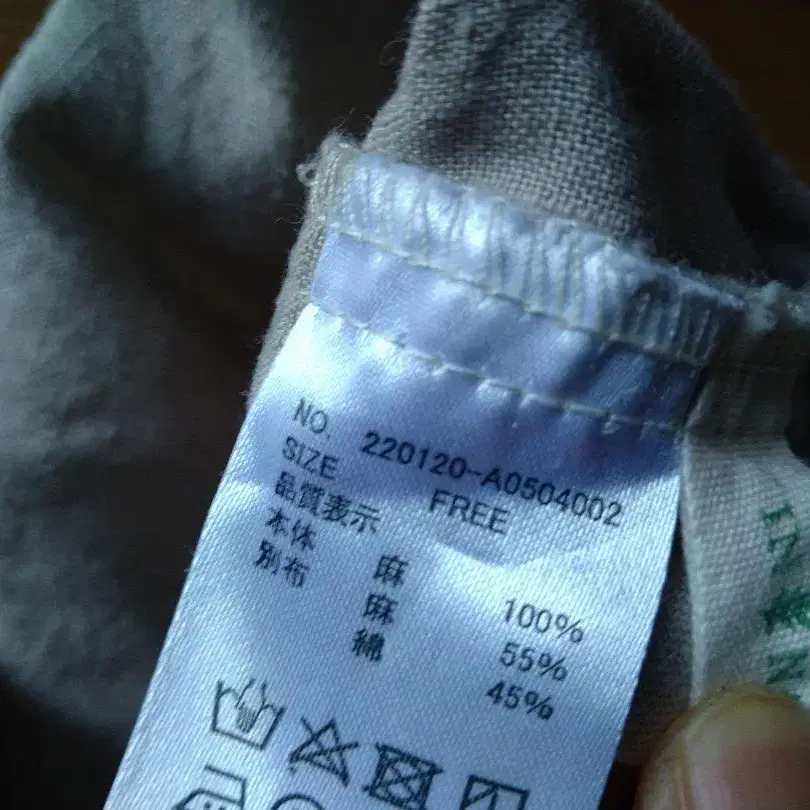 NO. 220120-A0504002
SIZE FREE
品質表示
本体 麻 100%
別布 麻 55%
綿 45%